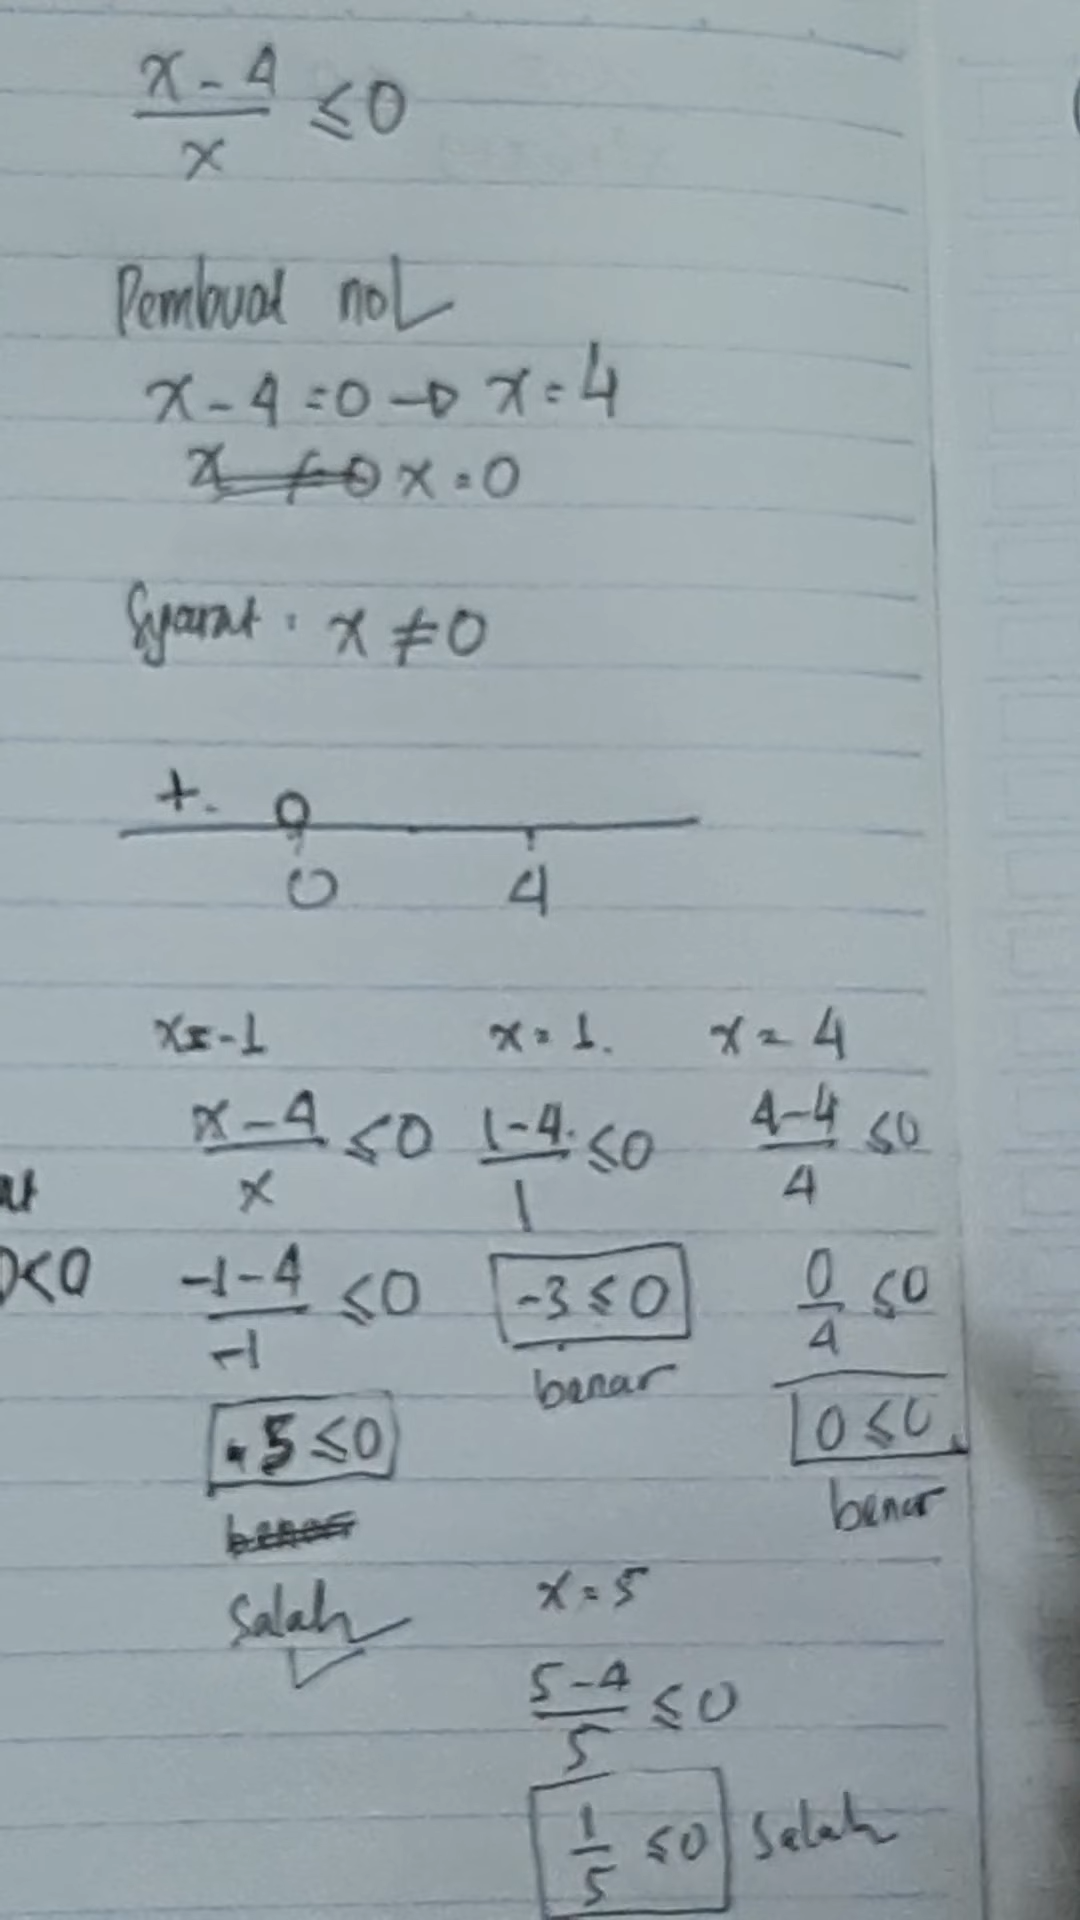 x - 4 / x ≤ 0
Pembuat nol
x - 4 = 0 → x = 4
x = 0
Syarat : x ≠ 0
+
0 4
x = -1 x = 1. x = 4
x - 4 / x ≤ 0 1 - 4 / 1 ≤ 0 4 - 4 / 4 ≤ 0
<0 -1 - 4 / -1 ≤ 0 -3 ≤ 0 0 / 4 ≤ 0
benar
5 ≤ 0 0 ≤ 0
benar benar
Salah x = 5
5 - 4 / 5 ≤ 0
1 / 5 ≤ 0 Salah